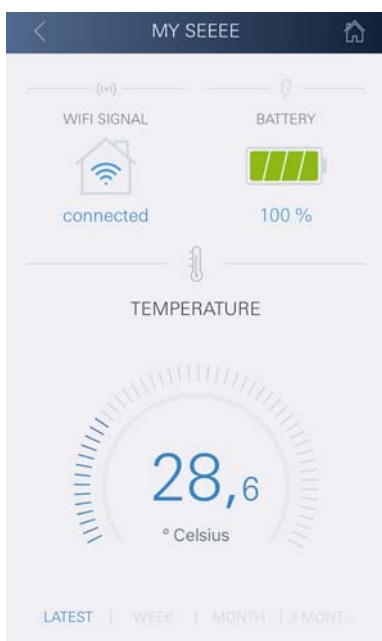 MY SEEEE
WIFI SIGNAL BATTERY
connected 100 %
TEMPERATURE
28,6
° Celsius
LATEST | WEEK | MONTH | 3 MONT...